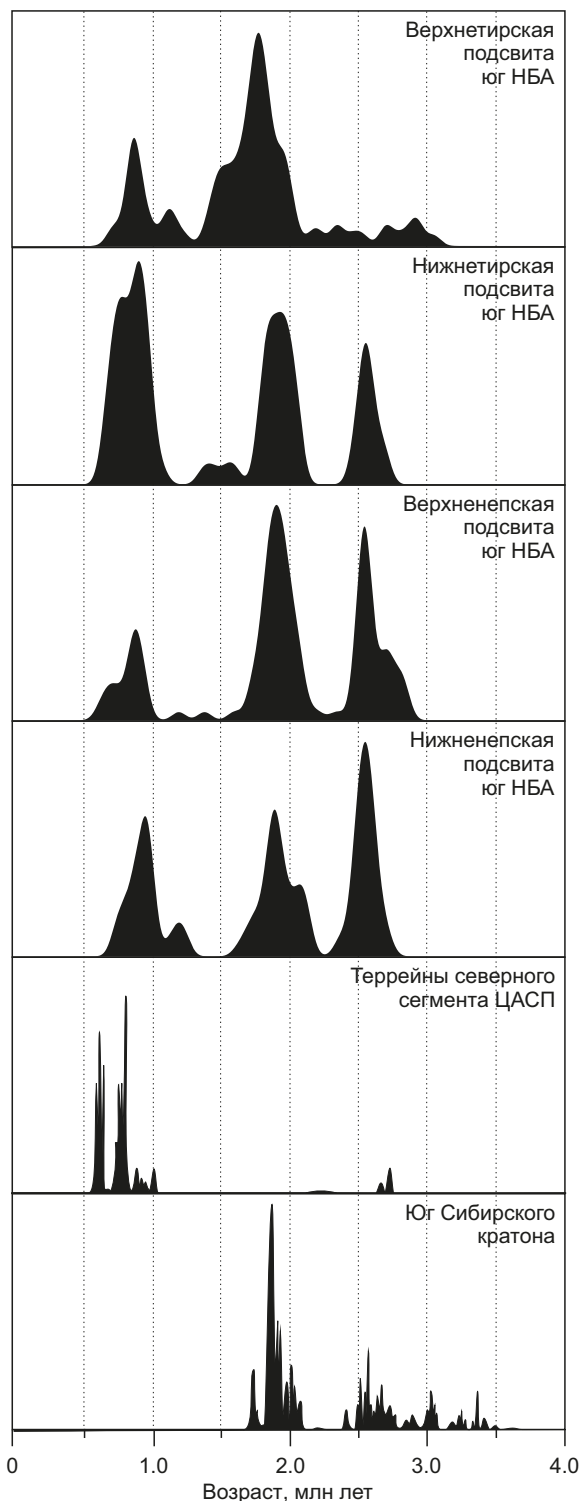 Верхнетирская
подсвита
юг НБА
Нижнетирская
подсвита
юг НБА
Верхненепская
подсвита
юг НБА
Нижненепская
подсвита
юг НБА
Террейны северного
сегмента ЦАСП
Юг Сибирского
кратона
0 1.0 2.0 3.0 4.0
Возраст, млн лет